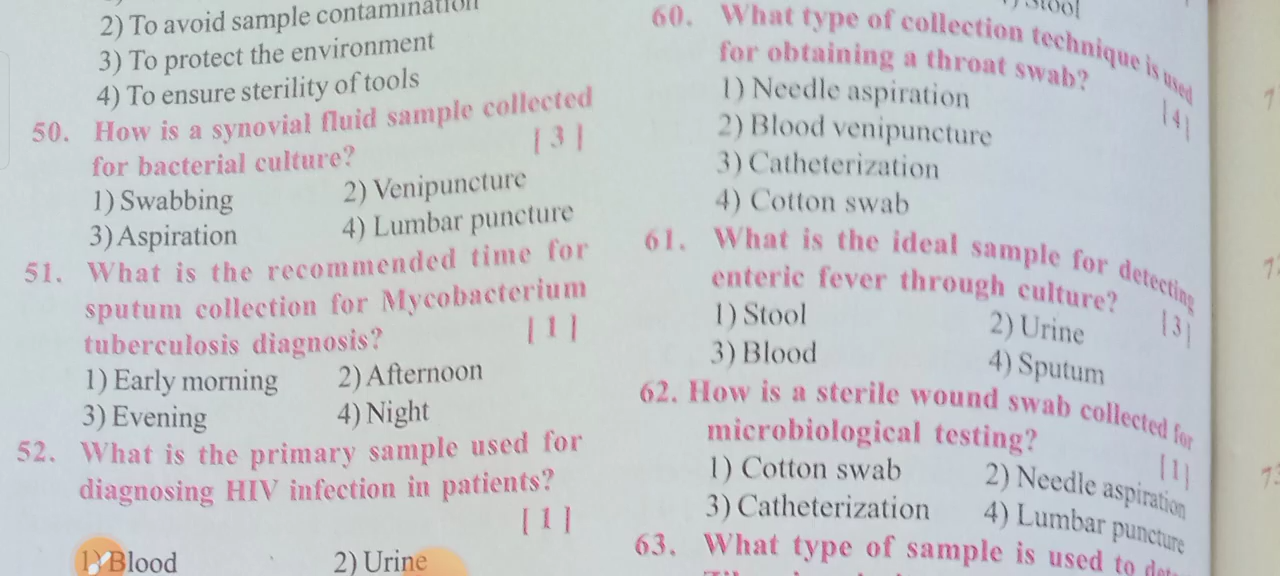 2) To avoid sample contamination
3) To protect the environment
4) To ensure sterility of tools
50. How is a synovial fluid sample collected
for bacterial culture? [ 3 ]
1) Swabbing 2) Venipuncture
3) Aspiration 4) Lumbar puncture
51. What is the recommended time for
sputum collection for Mycobacterium
tuberculosis diagnosis? [ 1 ]
1) Early morning 2) Afternoon
3) Evening 4) Night
52. What is the primary sample used for
diagnosing HIV infection in patients?
[ 1 ]
1) Blood 2) Urine
Stool
60. What type of collection technique is used
for obtaining a throat swab? [4]
1) Needle aspiration
2) Blood venipuncture
3) Catheterization
4) Cotton swab
61. What is the ideal sample for detecting
enteric fever through culture? [3]
1) Stool 2) Urine
3) Blood 4) Sputum
62. How is a sterile wound swab collected for
microbiological testing? [1]
1) Cotton swab 2) Needle aspiration
3) Catheterization 4) Lumbar puncture
63. What type of sample is used to